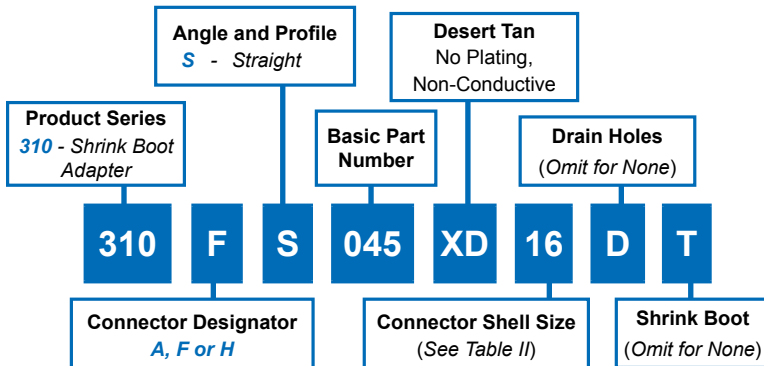 Angle and Profile
S - Straight
Desert Tan
No Plating,
Non-Conductive
Product Series
310 - Shrink Boot
Adapter
Basic Part
Number
Drain Holes
(Omit for None)
310 F S 045 XD 16 D T
Connector Designator
A, F or H
Connector Shell Size
(See Table II)
Shrink Boot
(Omit for None)